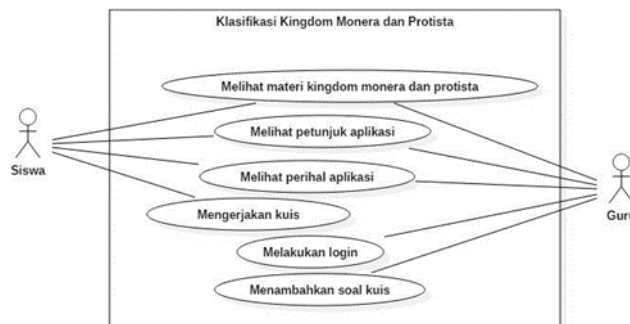 Klasifikasi Kingdom Monera dan Protista
Melihat materi kingdom monera dan protista
Melihat petunjuk aplikasi
Siswa
Melihat perihal aplikasi
Mengerjakan kuis
Guru
Melakukan login
Menambahkan soal kuis